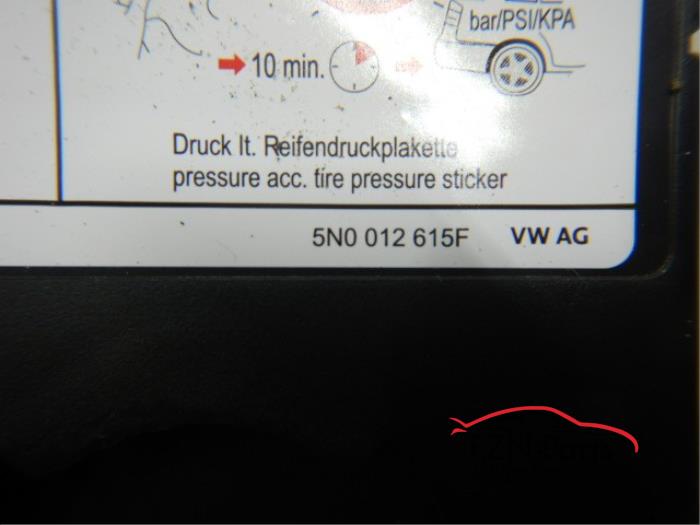 bar/PSI/KPA
10 min.
Druck lt. Reifendruckplakette
pressure acc. tire pressure sticker
5N0 012 615F VW AG